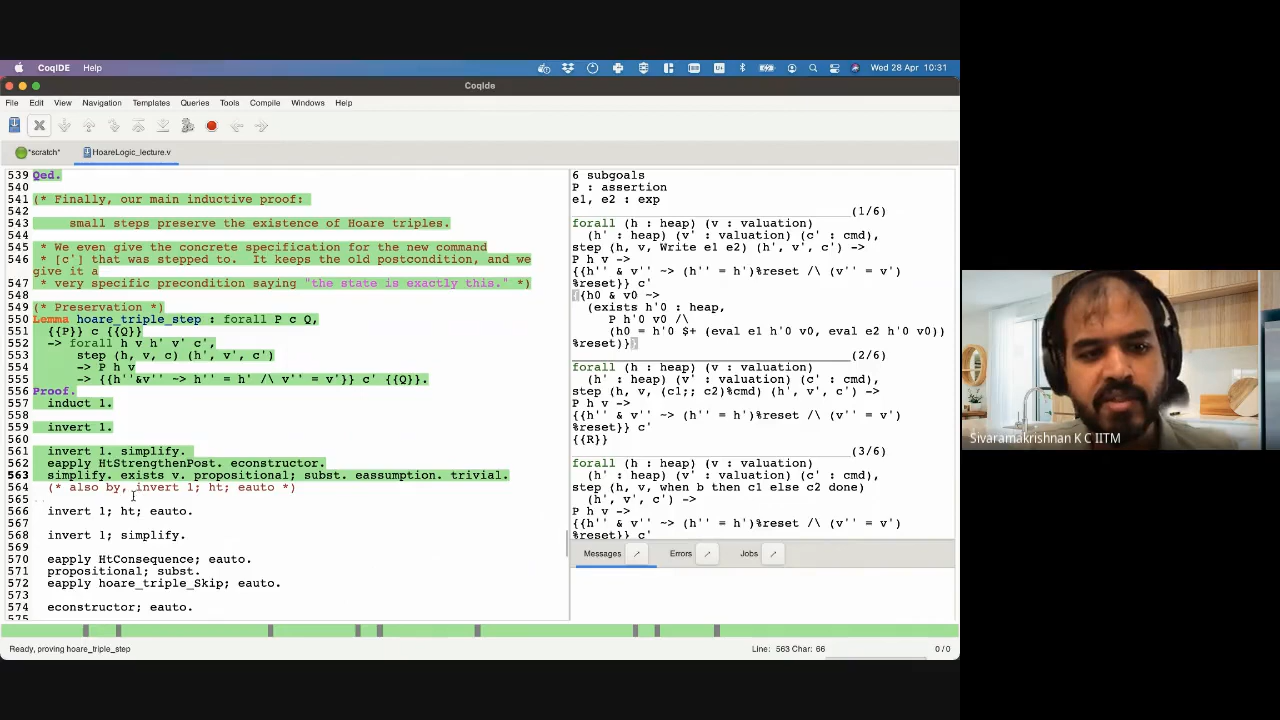 CoqIDE Help Wed 28 Apr 10:31
CoqIde
File Edit View Navigation Templates Queries Tools Compile Windows Help
*scratch* HoareLogic_lecture.v
539 Qed.
540
541 (* Finally, our main inductive proof:
542
543 small steps preserve the existence of Hoare triples.
544
545 * We even give the concrete specification for the new command
546 * [c'] that was stepped to. It keeps the old postcondition, and we
give it a
547 * very specific precondition saying "the state is exactly this." *)
548
549 (* Preservation *)
550 Lemma hoare_triple_step : forall P c Q,
551 {{P}} c {{Q}}
552 -> forall h v h' v' c',
553 step (h, v, c) (h', v', c')
554 -> P h v
555 -> {{h''&v'' ~> h'' = h' /\ v'' = v'}} c' {{Q}}.
556 Proof.
557 induct 1.
558
559 invert 1.
560
561 invert 1. simplify.
562 eapply HtStrengthenPost. econstructor.
563 simplify. exists v. propositional; subst. eassumption. trivial.
564 (* also by, invert 1; ht; eauto *)
565
566 invert 1; ht; eauto.
567
568 invert 1; simplify.
569
570 eapply HtConsequence; eauto.
571 propositional; subst.
572 eapply hoare_triple_Skip; eauto.
573
574 econstructor; eauto.
575
6 subgoals
P : assertion
e1, e2 : exp
(1/6)
forall (h : heap) (v : valuation)
(h' : heap) (v' : valuation) (c' : cmd),
step (h, v, Write e1 e2) (h', v', c') ->
P h v ->
{{h'' & v'' ~> (h'' = h')%reset /\ (v'' = v')
%reset}} c'
{{h0 & v0 ~>
(exists h'0 : heap,
P h'0 v0 /\
(h0 = h'0 $+ (eval e1 h'0 v0, eval e2 h'0 v0))
%reset)}}
(2/6)
forall (h : heap) (v : valuation)
(h' : heap) (v' : valuation) (c' : cmd),
step (h, v, (c1;; c2)%cmd) (h', v', c') ->
P h v ->
{{h'' & v'' ~> (h'' = h')%reset /\ (v'' = v')
%reset}} c'
{{R}}
(3/6)
forall (h : heap) (v : valuation)
(h' : heap) (v' : valuation) (c' : cmd),
step (h, v, when b then c1 else c2 done)
(h', v', c') ->
P h v ->
{{h'' & v'' ~> (h'' = h')%reset /\ (v'' = v')
%reset}} c'
Messages Errors Jobs
Ready, proving hoare_triple_step Line: 563 Char: 66 0/0
Sivaramakrishnan K C IITM